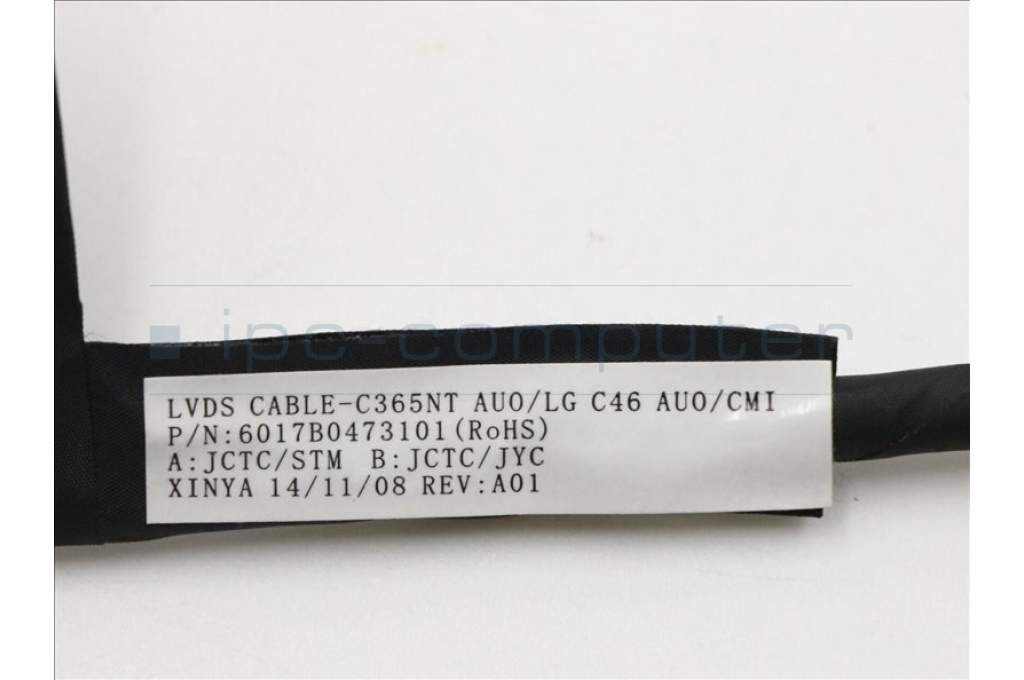 ipc-computer
LVDS CABLE-C365NT AUO/LG C46 AUO/CMI
P/N:6017B0473101(RoHS)
A:JCTC/STM B:JCTC/JYC
XINYA 14/11/08 REV:A01